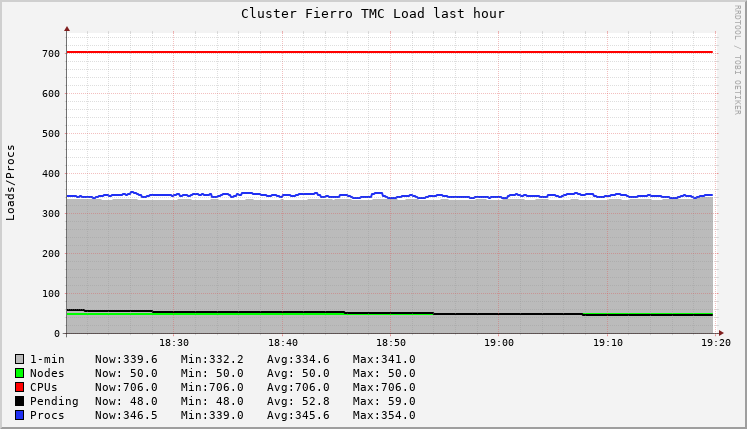 Cluster Fierro TMC Load last hour
RRDTOOL / TOBI OETIKER
Loads/Procs
700
600
500
400
300
200
100
0
18:30 18:40 18:50 19:00 19:10 19:20
1-min Now:339.6 Min:332.2 Avg:334.6 Max:341.0
Nodes Now: 50.0 Min: 50.0 Avg: 50.0 Max: 50.0
CPUs Now:706.0 Min:706.0 Avg:706.0 Max:706.0
Pending Now: 48.0 Min: 48.0 Avg: 52.8 Max: 59.0
Procs Now:346.5 Min:339.0 Avg:345.6 Max:354.0